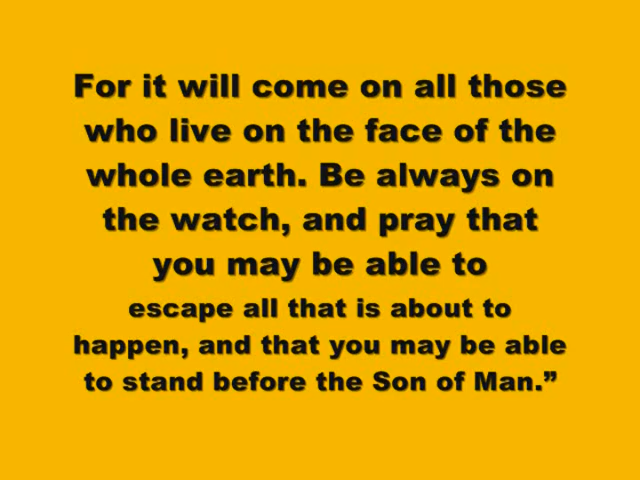 For it will come on all those
who live on the face of the
whole earth. Be always on
the watch, and pray that
you may be able to
escape all that is about to
happen, and that you may be able
to stand before the Son of Man.”